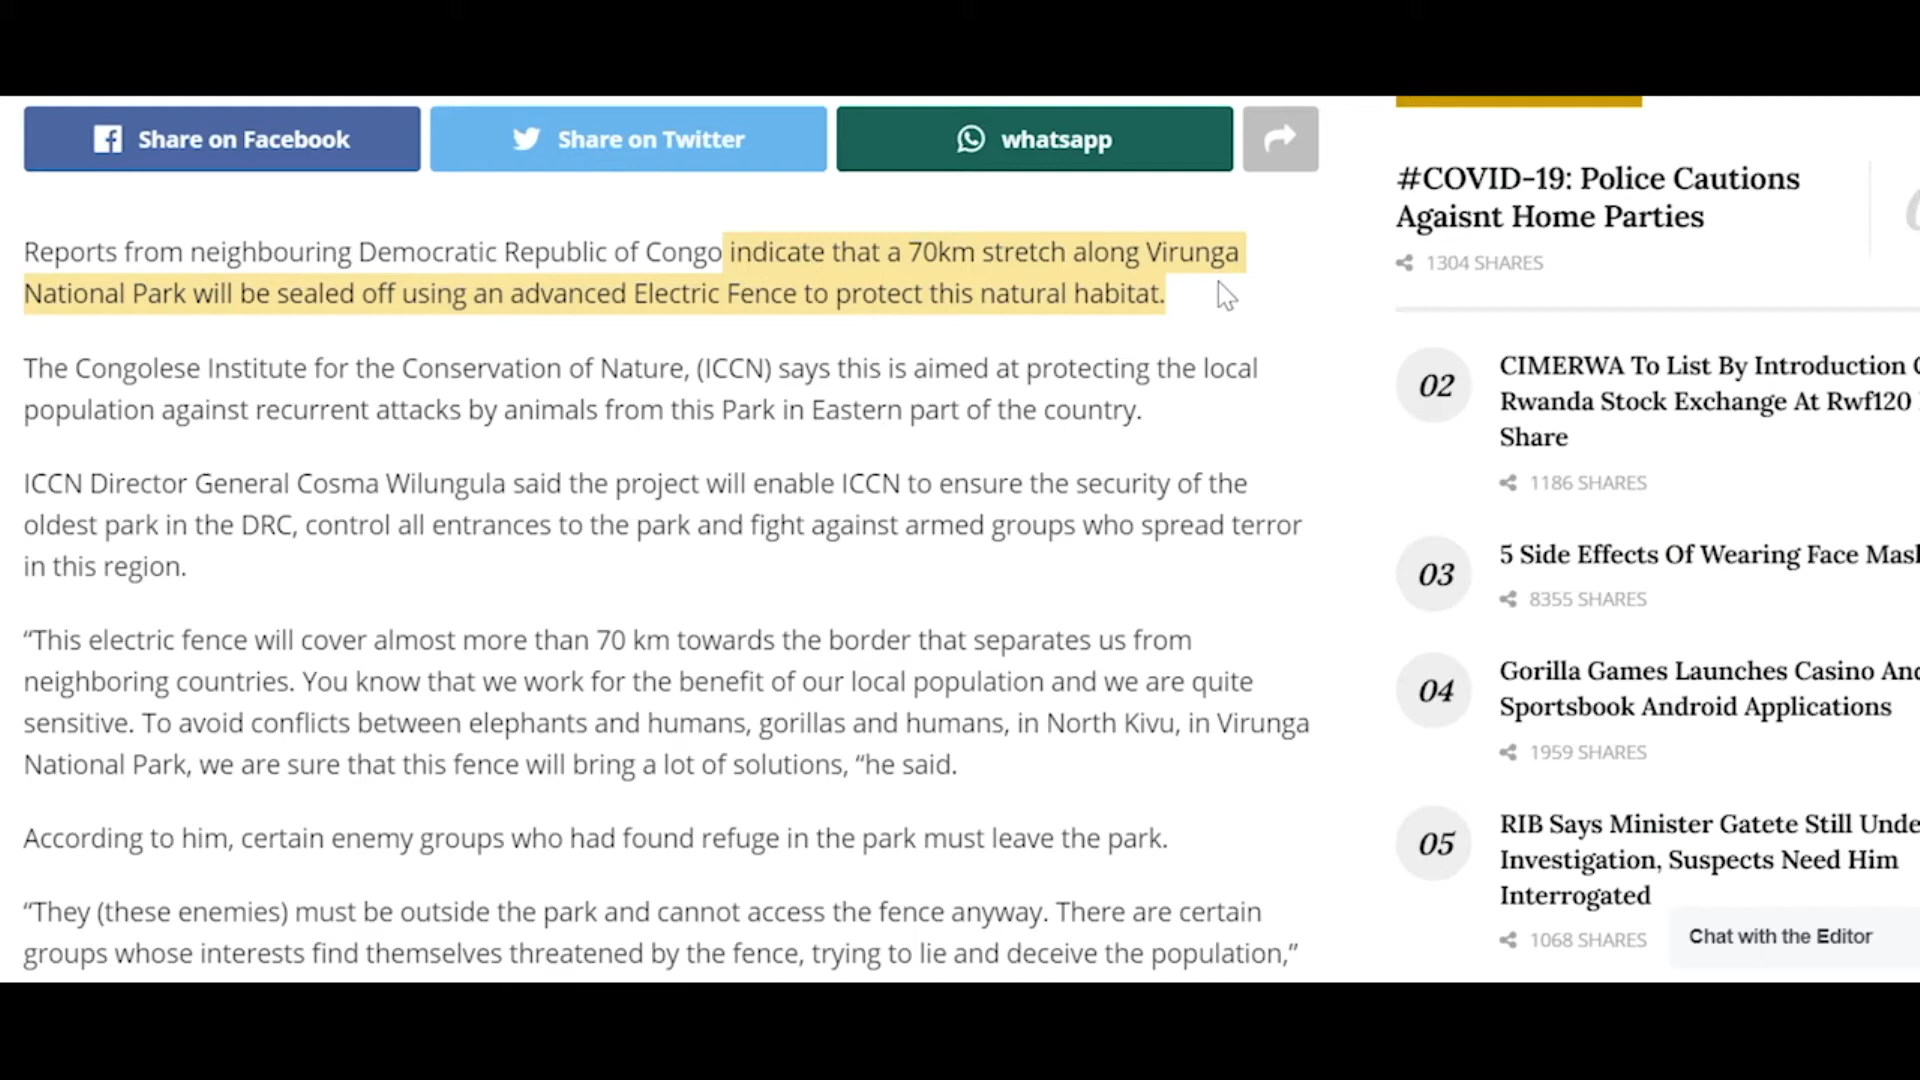 Share on Facebook
Share on Twitter
whatsapp
Reports from neighbouring Democratic Republic of Congo indicate that a 70km stretch along Virunga
National Park will be sealed off using an advanced Electric Fence to protect this natural habitat.
The Congolese Institute for the Conservation of Nature, (ICCN) says this is aimed at protecting the local
population against recurrent attacks by animals from this Park in Eastern part of the country.
ICCN Director General Cosma Wilungula said the project will enable ICCN to ensure the security of the
oldest park in the DRC, control all entrances to the park and fight against armed groups who spread terror
in this region.
“This electric fence will cover almost more than 70 km towards the border that separates us from
neighboring countries. You know that we work for the benefit of our local population and we are quite
sensitive. To avoid conflicts between elephants and humans, gorillas and humans, in North Kivu, in Virunga
National Park, we are sure that this fence will bring a lot of solutions, “he said.
According to him, certain enemy groups who had found refuge in the park must leave the park.
“They (these enemies) must be outside the park and cannot access the fence anyway. There are certain
groups whose interests find themselves threatened by the fence, trying to lie and deceive the population,”
#COVID-19: Police Cautions
Agaisnt Home Parties
1304 SHARES
02
CIMERWA To List By Introduction
Rwanda Stock Exchange At Rwf120
Share
1186 SHARES
03
5 Side Effects Of Wearing Face
8355 SHARES
04
Gorilla Games Launches Casino
Sportsbook Android Applications
1959 SHARES
05
RIB Says Minister Gatete Still
Investigation, Suspects Need Him
Interrogated
1068 SHARES
Chat with the Editor